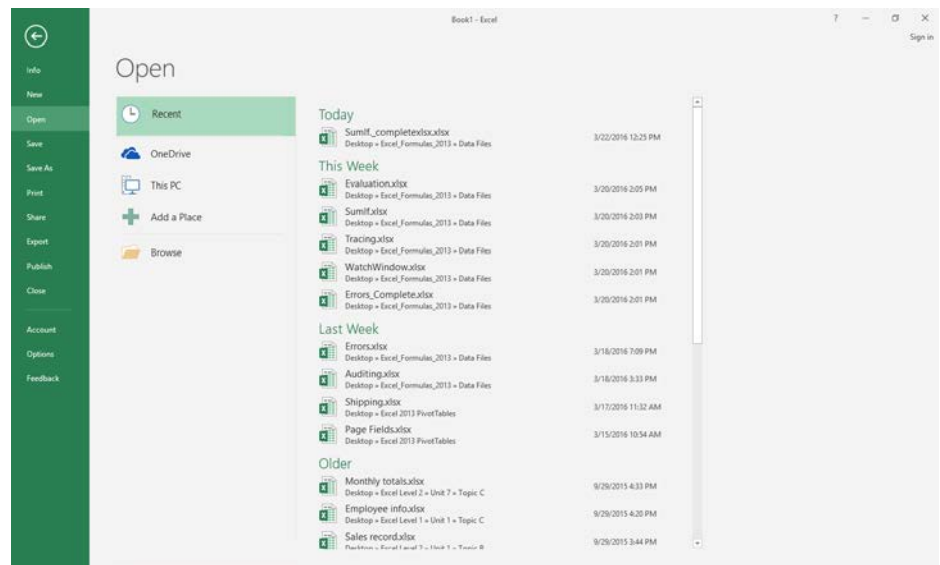 Book1 - Excel
?
Sign in
Info
New
Open
Save
Save As
Print
Share
Export
Publish
Close
Account
Options
Feedback
Open
Recent
OneDrive
This PC
Add a Place
Browse
Today
SumIf._completexlsx.xlsx
Desktop » Excel_Formulas_2013 » Data Files
3/22/2016 12:25 PM
This Week
Evaluation.xlsx
Desktop » Excel_Formulas_2013 » Data Files
3/20/2016 2:05 PM
SumIf.xlsx
Desktop » Excel_Formulas_2013 » Data Files
3/20/2016 2:03 PM
Tracing.xlsx
Desktop » Excel_Formulas_2013 » Data Files
3/20/2016 2:01 PM
WatchWindow.xlsx
Desktop » Excel_Formulas_2013 » Data Files
3/20/2016 2:01 PM
Errors_Complete.xlsx
Desktop » Excel_Formulas_2013 » Data Files
3/20/2016 2:01 PM
Last Week
Errors.xlsx
Desktop » Excel_Formulas_2013 » Data Files
3/18/2016 7:09 PM
Auditing.xlsx
Desktop » Excel_Formulas_2013 » Data Files
3/18/2016 3:33 PM
Shipping.xlsx
Desktop » Excel 2013 PivotTables
3/17/2016 11:32 AM
Page Fields.xlsx
Desktop » Excel 2013 PivotTables
3/15/2016 10:54 AM
Older
Monthly totals.xlsx
Desktop » Excel Level 2 » Unit 7 » Topic C
9/29/2015 4:33 PM
Employee info.xlsx
Desktop » Excel Level 1 » Unit 1 » Topic C
9/29/2015 4:20 PM
Sales record.xlsx
Desktop » Excel Level 2 » Unit 1 » Topic B
9/29/2015 3:44 PM